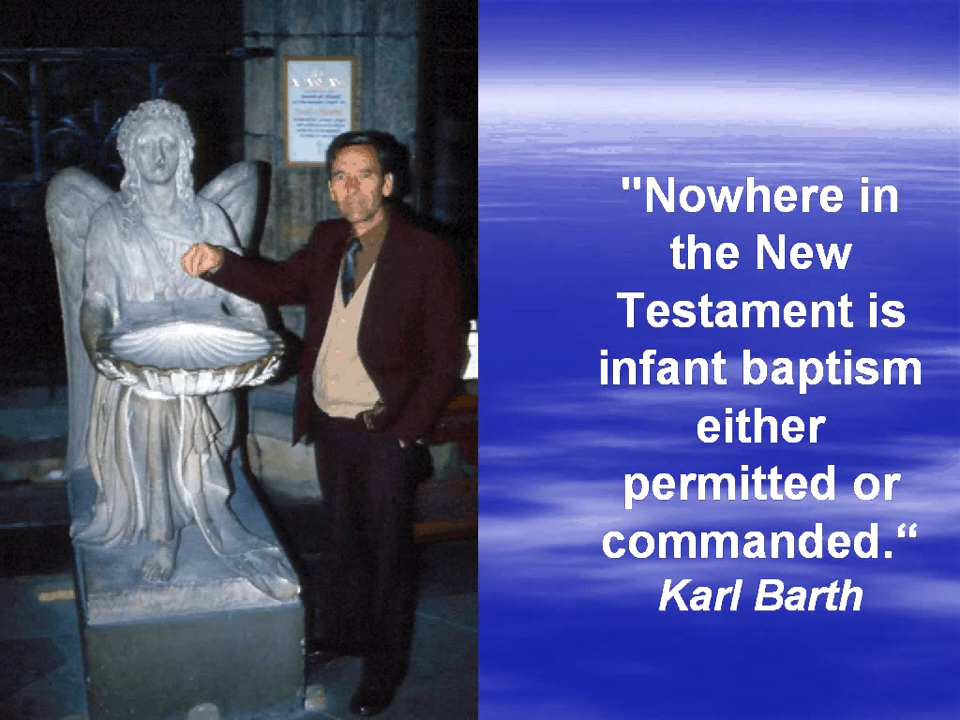 "Nowhere in
the New
Testament is
infant baptism
either
permitted or
commanded.“
Karl Barth